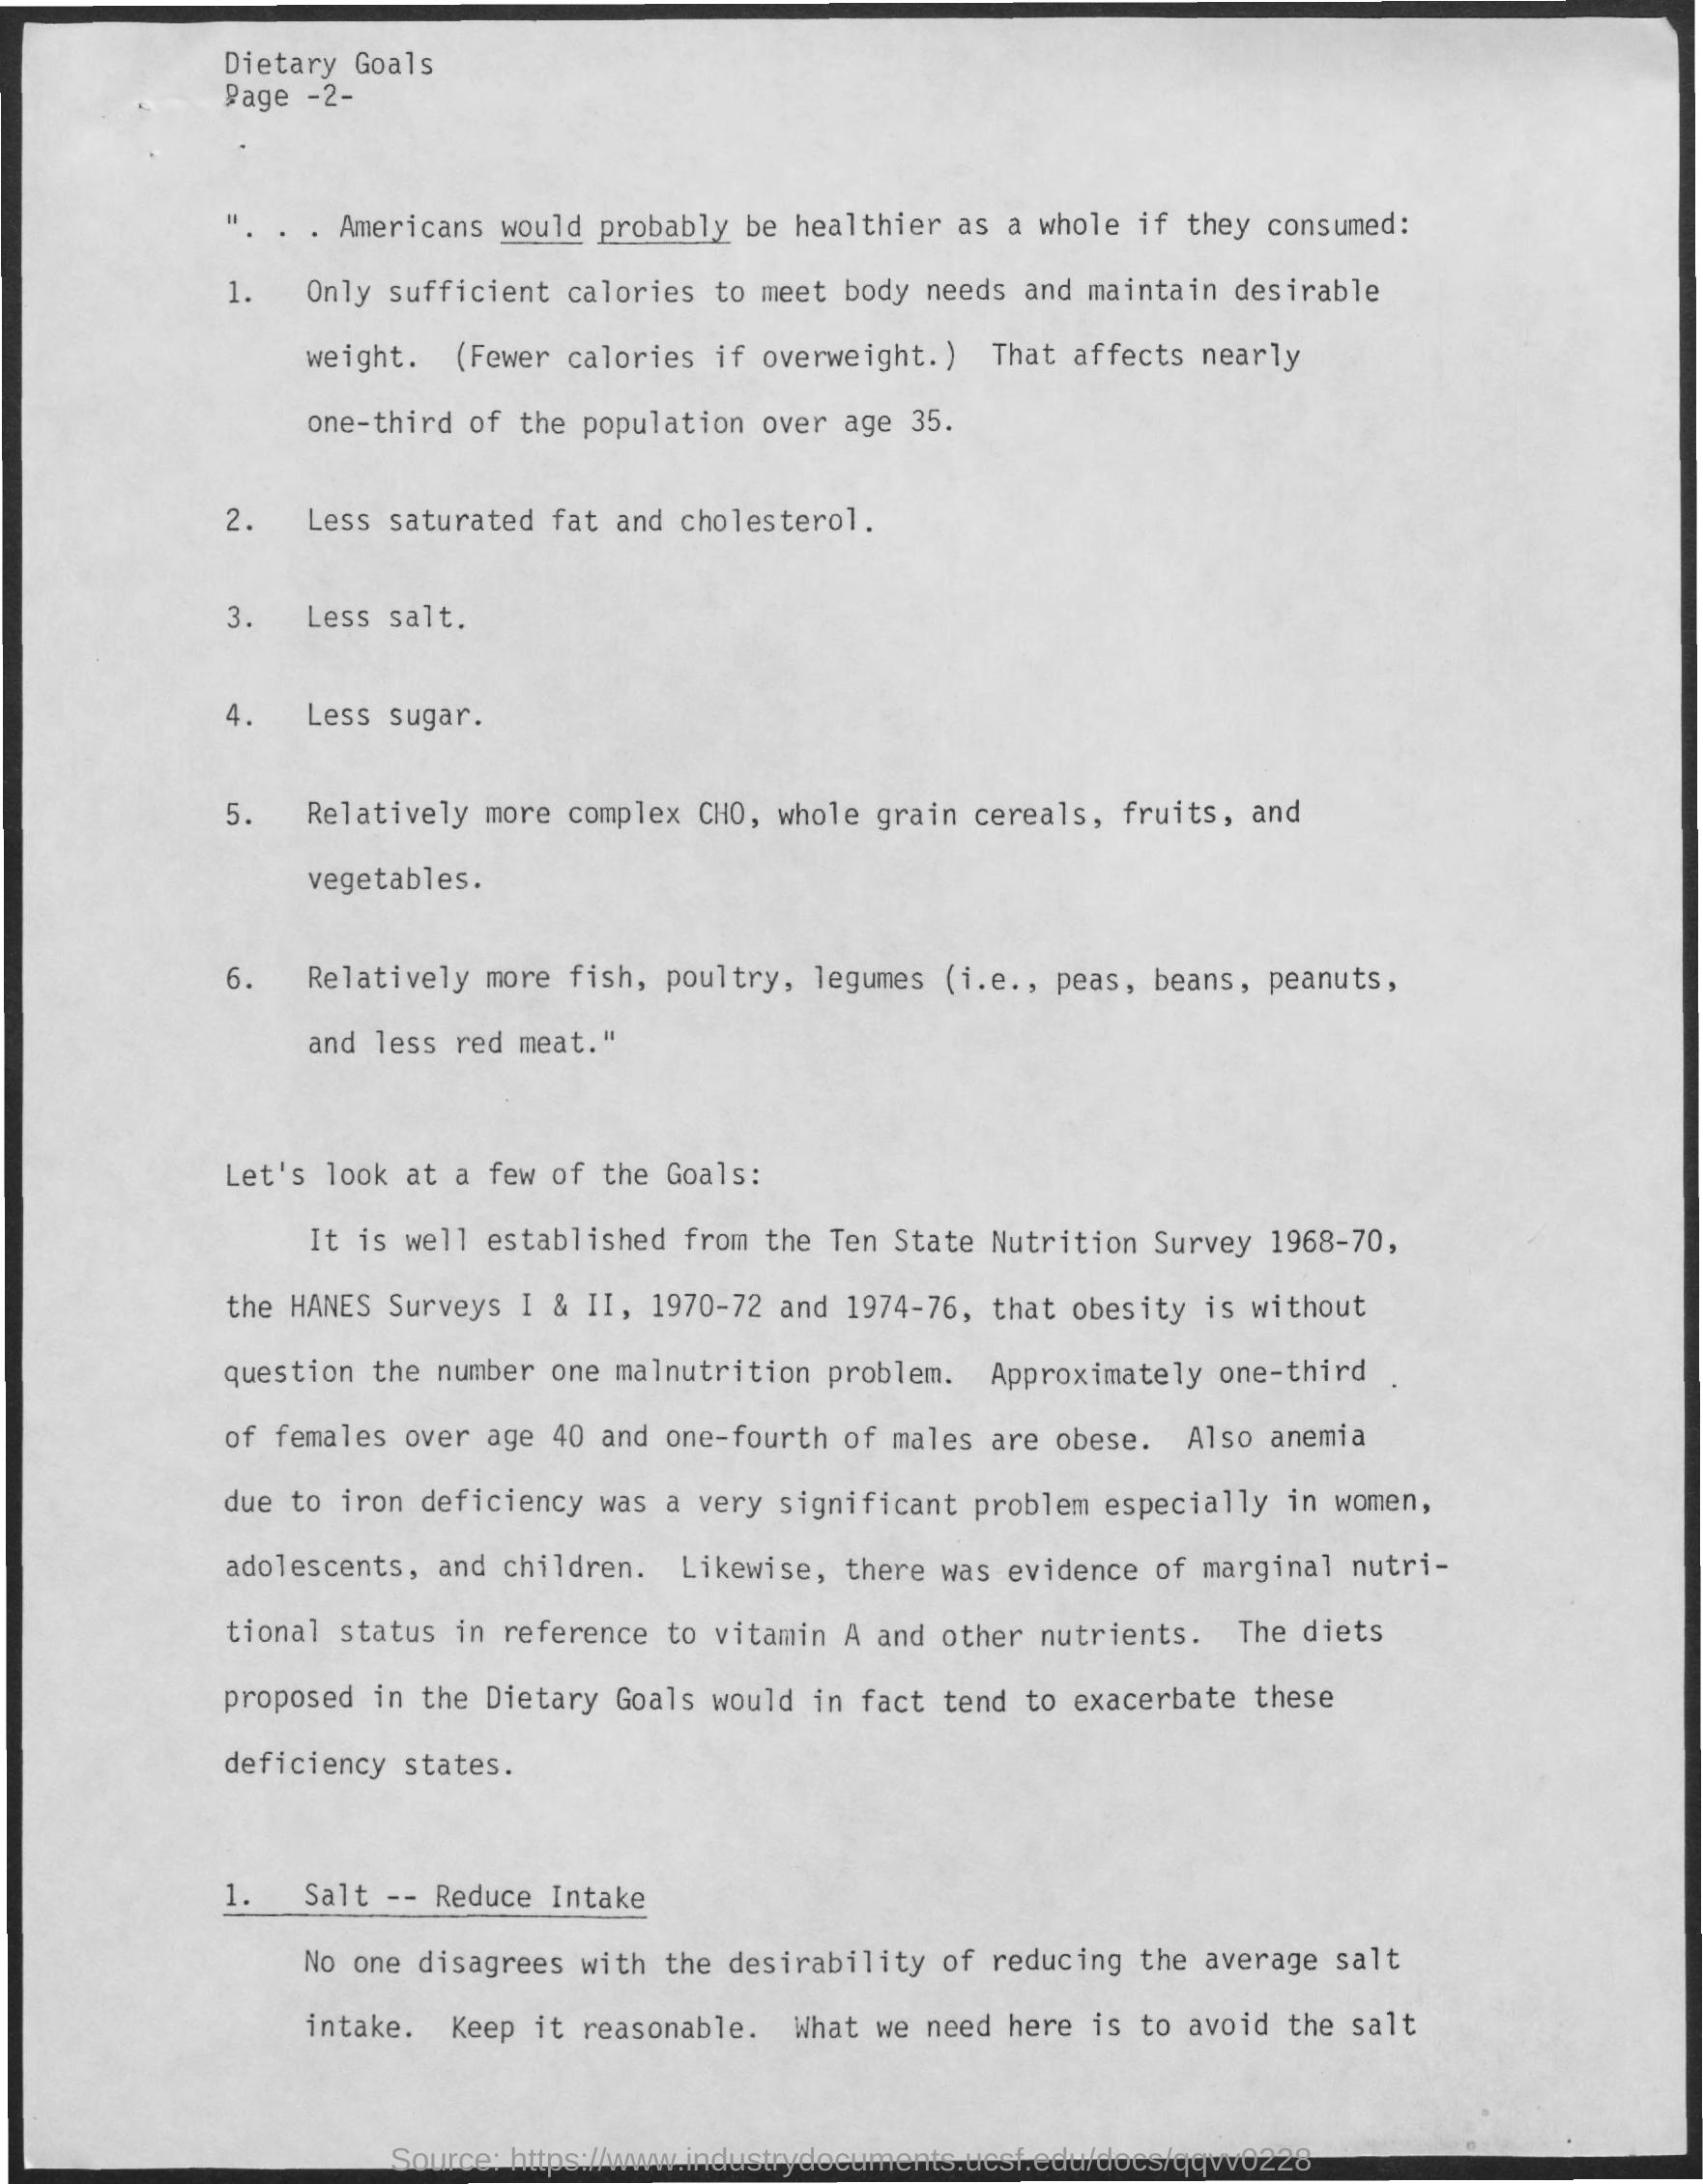 Dietary Goals
Page -2-
". . . Americans would probably be healthier as a whole if they consumed:
1. Only sufficient calories to meet body needs and maintain desirable
weight. (Fewer calories if overweight.) That affects nearly
one-third of the population over age 35.
2. Less saturated fat and cholesterol.
3. Less salt.
4. Less sugar.
5. Relatively more complex CHO, whole grain cereals, fruits, and
vegetables.
6. Relatively more fish, poultry, legumes (i.e., peas, beans, peanuts,
and less red meat."
Let's look at a few of the Goals:
It is well established from the Ten State Nutrition Survey 1968-70,
the HANES Surveys I & II, 1970-72 and 1974-76, that obesity is without
question the number one malnutrition problem. Approximately one-third
of females over age 40 and one-fourth of males are obese. Also anemia
due to iron deficiency was a very significant problem especially in women,
adolescents, and children. Likewise, there was evidence of marginal nutri-
tional status in reference to vitamin A and other nutrients. The diets
proposed in the Dietary Goals would in fact tend to exacerbate these
deficiency states.
1. Salt -- Reduce Intake
No one disagrees with the desirability of reducing the average salt
intake. Keep it reasonable. What we need here is to avoid the salt
Source: https://www.industrydocuments.ucsf.edu/docs/qqvv0228